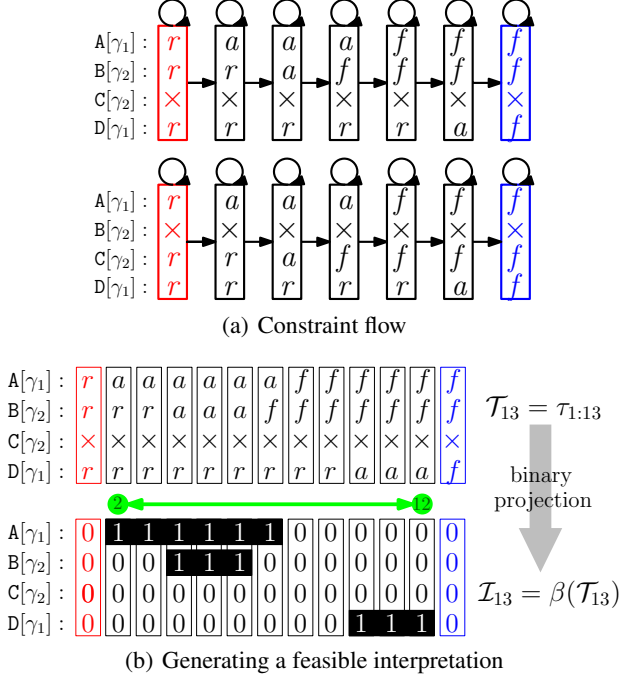 A[γ₁] : r a a a f f f
B[γ₂] : r r a f f f f
C[γ₂] : × × × × × × ×
D[γ₁] : r r r r r a f
A[γ₁] : r a a a f f f
B[γ₂] : × × × × × × ×
C[γ₂] : r r a f f f f
D[γ₁] : r r r r r a f
(a) Constraint flow
A[γ₁] : r a a a a a a f f f f f f
B[γ₂] : r r r a a a f f f f f f f
C[γ₂] : × × × × × × × × × × × × ×
D[γ₁] : r r r r r r r r r a a a f
𝒯₁₃ = τ₁:₁₃
binary
projection
2 12
A[γ₁] : 0 1 1 1 1 1 1 0 0 0 0 0 0
B[γ₂] : 0 0 0 1 1 1 0 0 0 0 0 0 0
C[γ₂] : 0 0 0 0 0 0 0 0 0 0 0 0 0
D[γ₁] : 0 0 0 0 0 0 0 0 0 1 1 1 0
ℐ₁₃ = β(𝒯₁₃)
(b) Generating a feasible interpretation